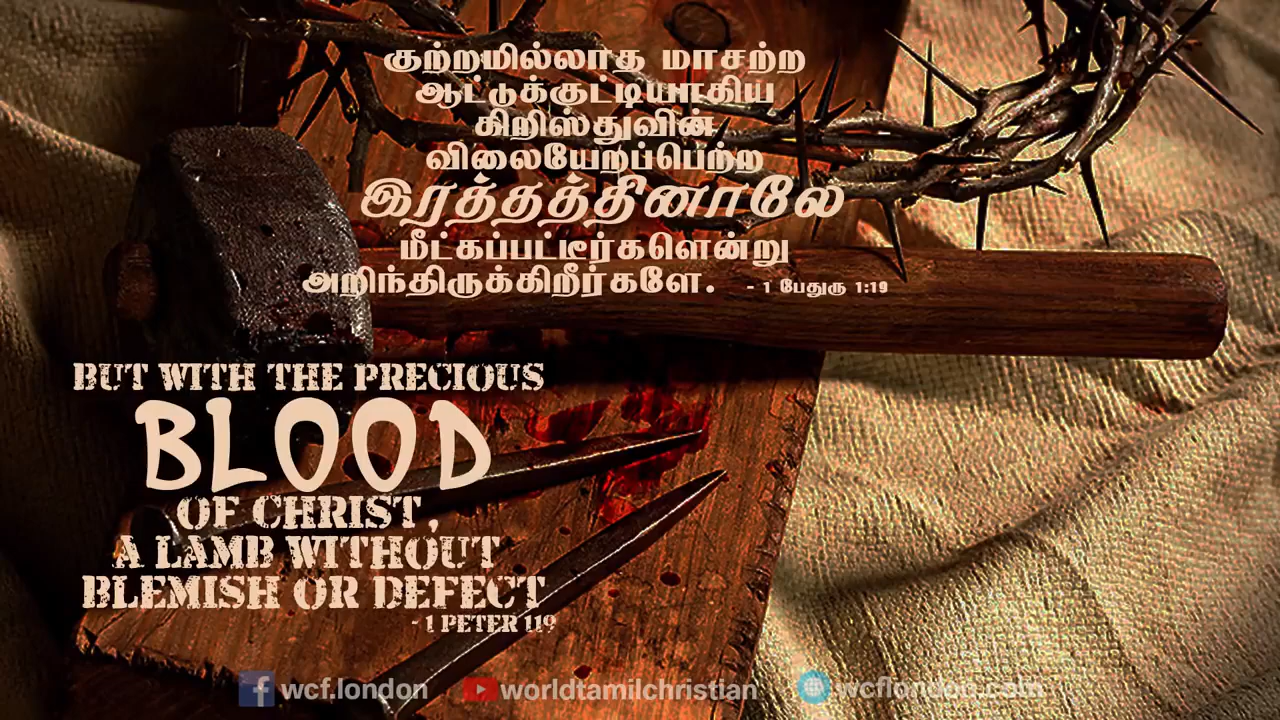 குற்றமில்லாத மாசற்ற
ஆட்டுக்குட்டியாகிய
கிறிஸ்துவின்
விலையேறப்பெற்ற
இரத்தத்தினாலே
மீட்கப்பட்டீர்களென்று
அறிந்திருக்கிறீர்களே. - 1 பேதுரு 1:19
BUT WITH THE PRECIOUS
BLOOD
OF CHRIST,
A LAMB WITHOUT
BLEMISH OR DEFECT
- 1 PETER 1:19
wcf.london worldtamilchristian wcflondon.com